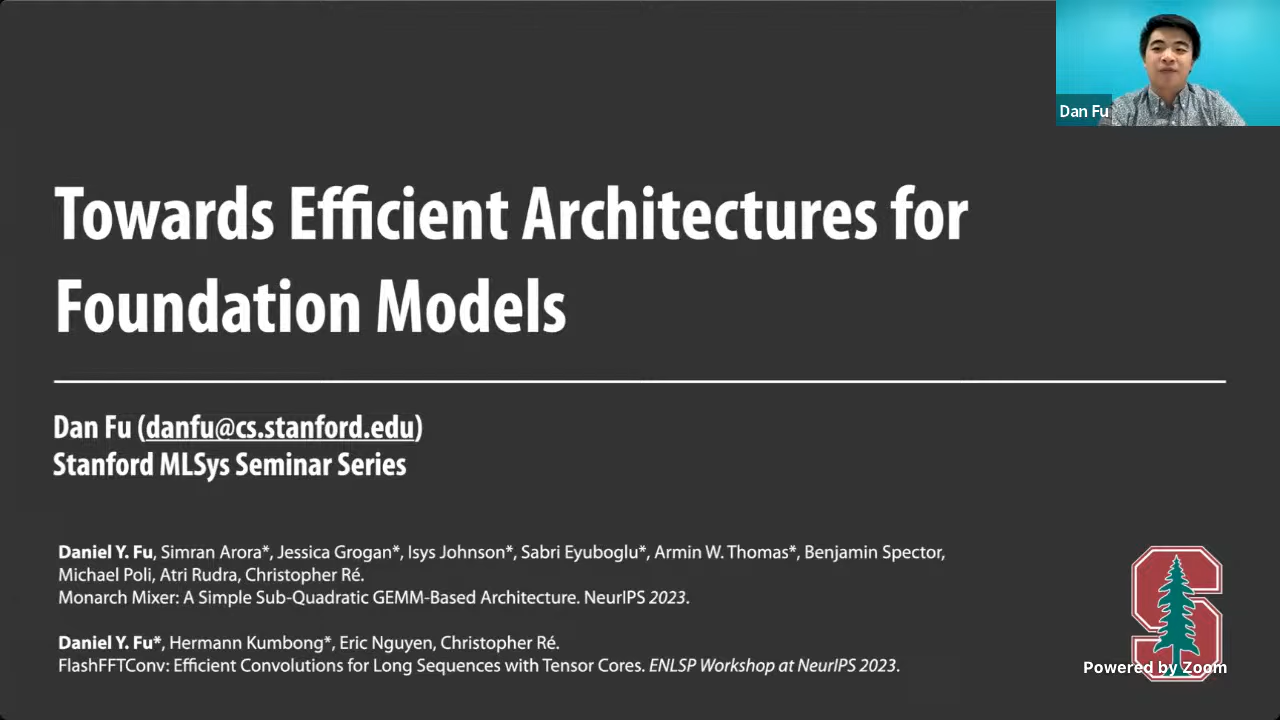 Dan Fu
Towards Efficient Architectures for
Foundation Models
Dan Fu (danfu@cs.stanford.edu)
Stanford MLSys Seminar Series
Daniel Y. Fu, Simran Arora*, Jessica Grogan*, Isys Johnson*, Sabri Eyuboglu*, Armin W. Thomas*, Benjamin Spector,
Michael Poli, Atri Rudra, Christopher Ré.
Monarch Mixer: A Simple Sub-Quadratic GEMM-Based Architecture. NeurIPS 2023.
Daniel Y. Fu*, Hermann Kumbong*, Eric Nguyen, Christopher Ré.
FlashFFTConv: Efficient Convolutions for Long Sequences with Tensor Cores. ENLSP Workshop at NeurIPS 2023.
Powered by Zoom